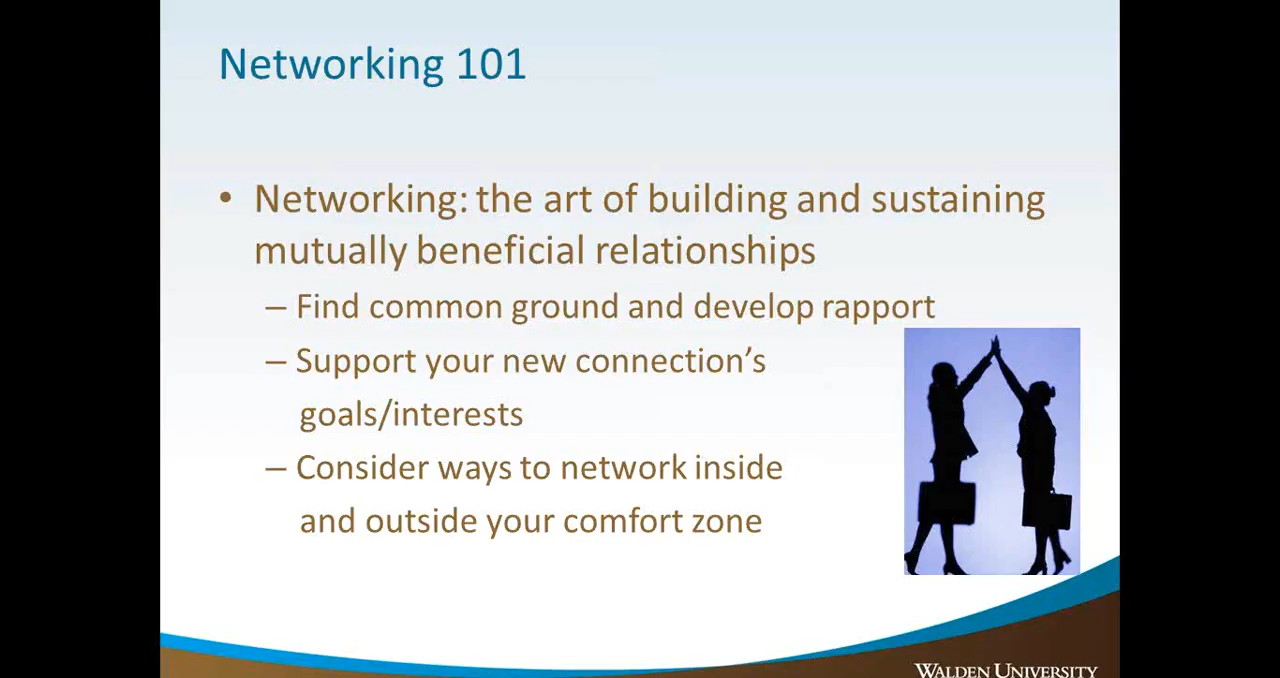 Networking 101
• Networking: the art of building and sustaining
mutually beneficial relationships
– Find common ground and develop rapport
– Support your new connection’s
goals/interests
– Consider ways to network inside
and outside your comfort zone
WALDEN UNIVERSITY